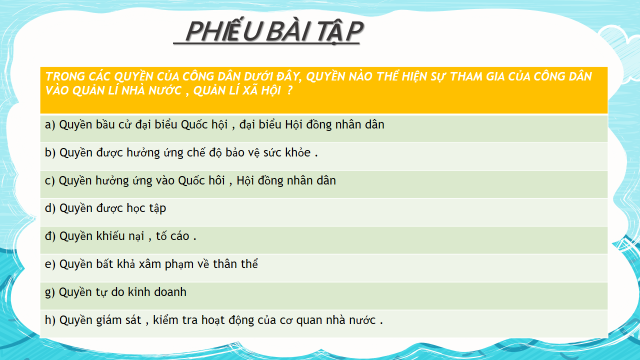 PHIẾU BÀI TẬP
TRONG CÁC QUYỀN CỦA CÔNG DÂN DƯỚI ĐÂY, QUYỀN NÀO THỂ HIỆN SỰ THAM GIA CỦA CÔNG DÂN
VÀO QUẢN LÍ NHÀ NƯỚC , QUẢN LÍ XÃ HỘI ?
a) Quyền bầu cử đại biểu Quốc hội , đại biểu Hội đồng nhân dân
b) Quyền được hưởng ứng chế độ bảo vệ sức khỏe .
c) Quyền hưởng ứng vào Quốc hôi , Hội đồng nhân dân
d) Quyền được học tập
đ) Quyền khiếu nại , tố cáo .
e) Quyền bất khả xâm phạm về thân thể
g) Quyền tự do kinh doanh
h) Quyền giám sát , kiểm tra hoạt động của cơ quan nhà nước .